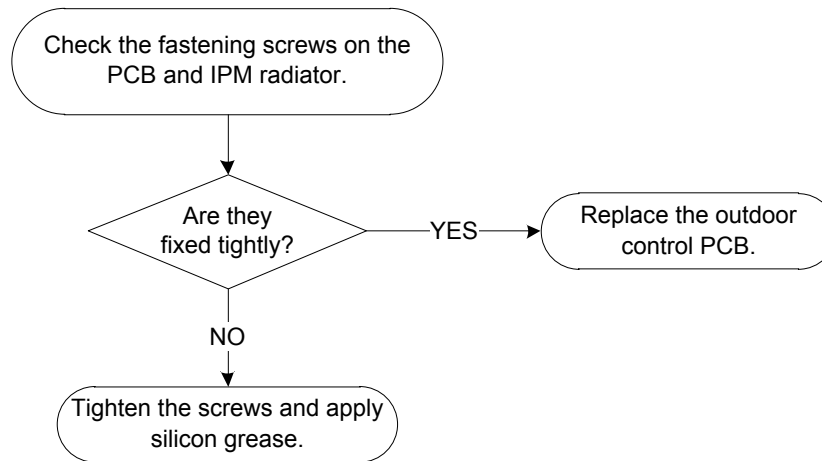 Check the fastening screws on the
PCB and IPM radiator.
Are they
fixed tightly?
YES
Replace the outdoor
control PCB.
NO
Tighten the screws and apply
silicon grease.